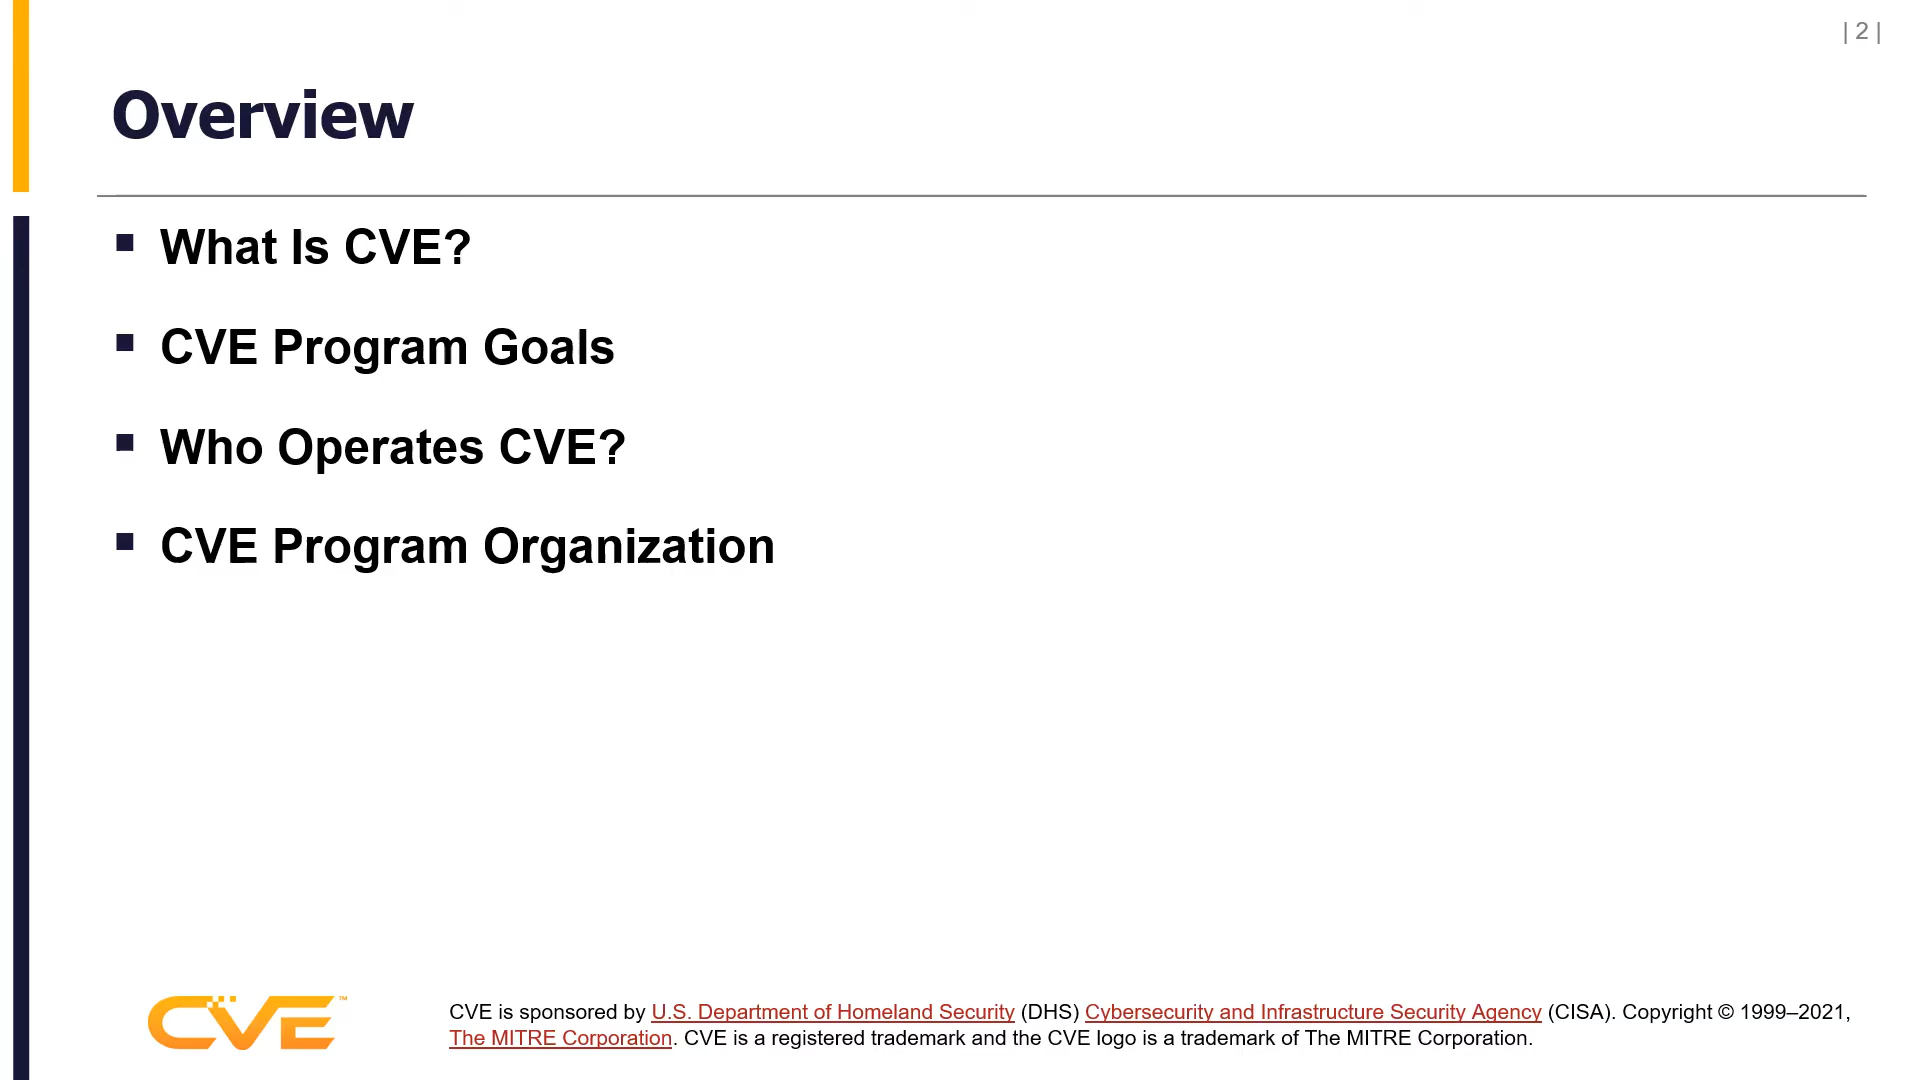 | 2 |
Overview
▪ What Is CVE?
▪ CVE Program Goals
▪ Who Operates CVE?
▪ CVE Program Organization
CVE™
CVE is sponsored by U.S. Department of Homeland Security (DHS) Cybersecurity and Infrastructure Security Agency (CISA). Copyright © 1999–2021,
The MITRE Corporation. CVE is a registered trademark and the CVE logo is a trademark of The MITRE Corporation.